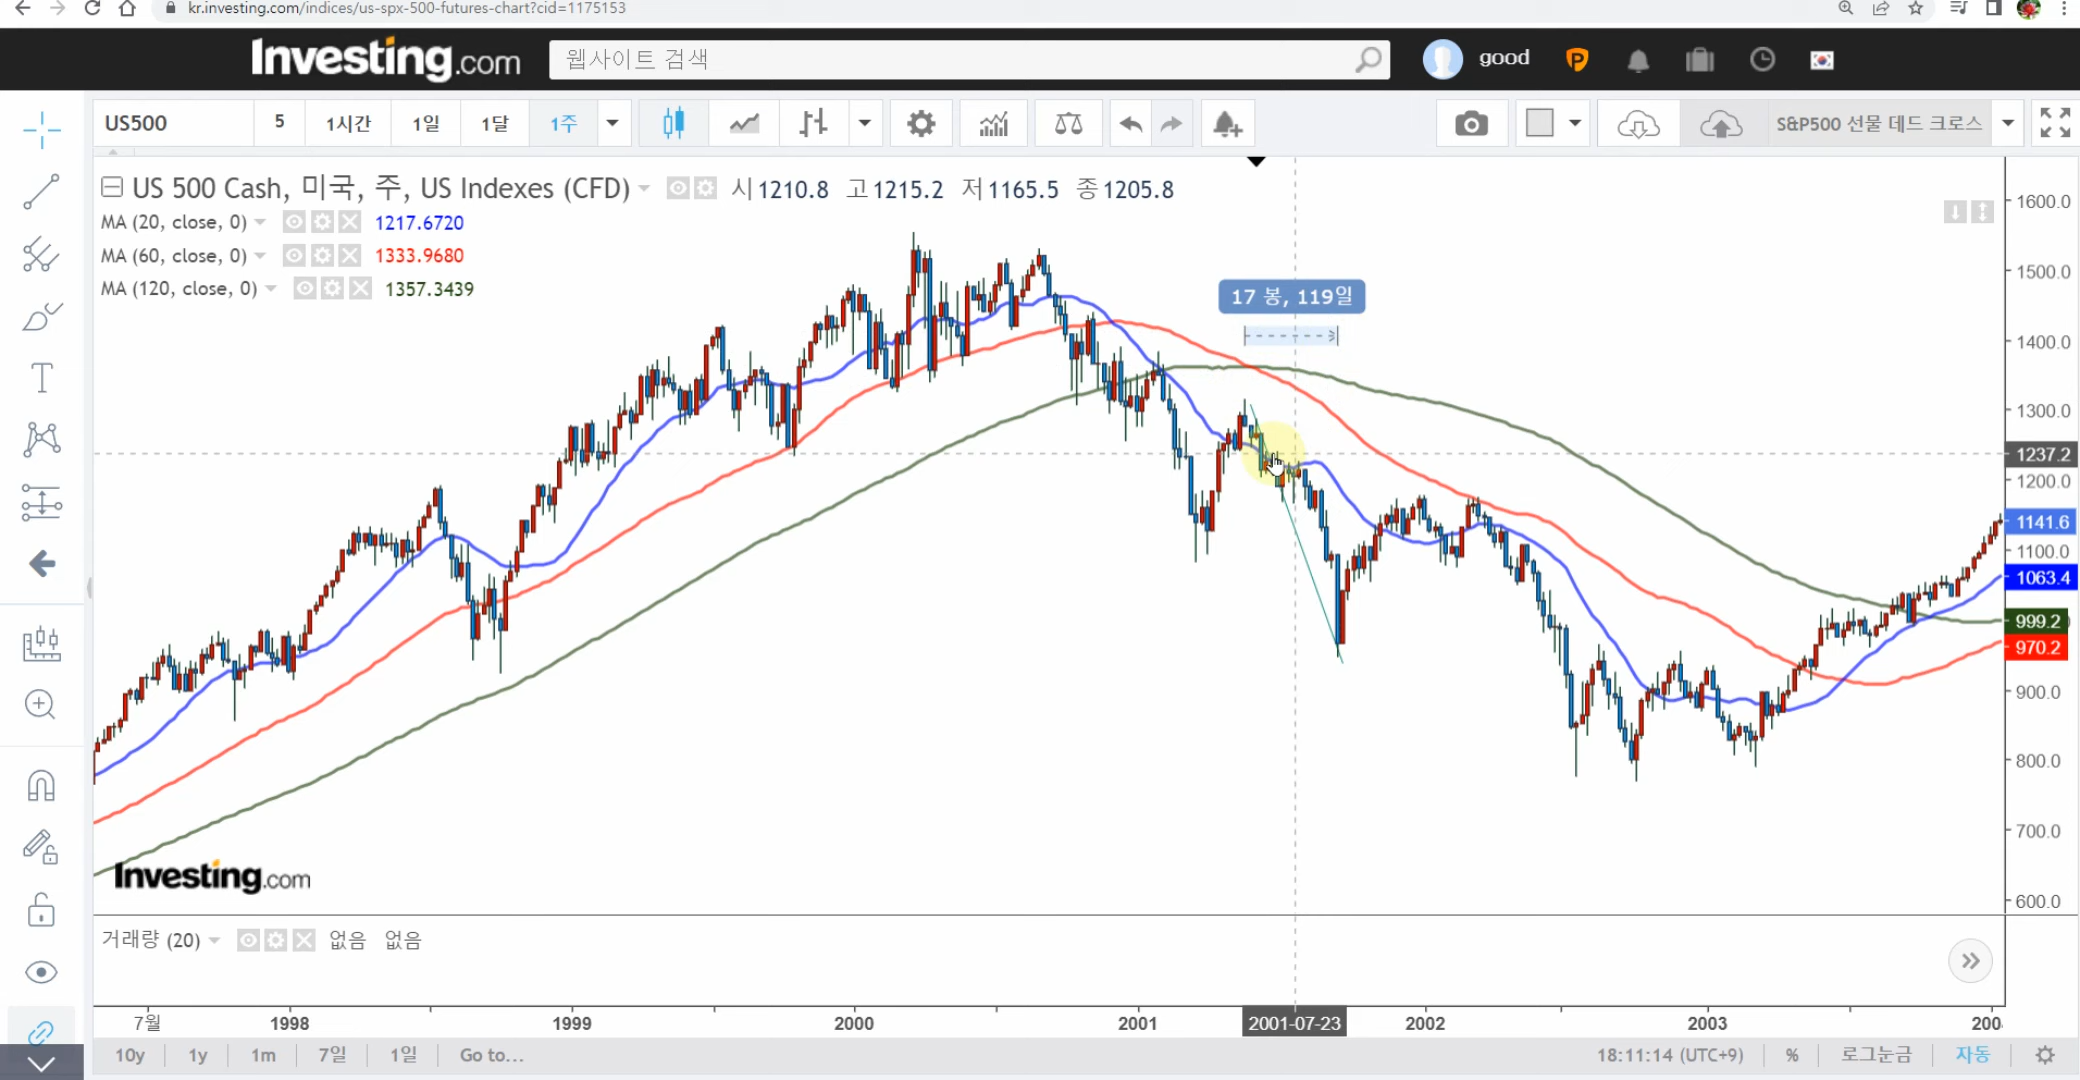 kr.investing.com/indices/us-spx-500-futures-chart?cid=1175153
Investing.com 웹사이트 검색 good P
US500 5 1시간 1일 1달 1주 S&P500 선물 데드 크로스
US 500 Cash, 미국, 주, US Indexes (CFD) 시 1210.8 고 1215.2 저 1165.5 종 1205.8
MA (20, close, 0) 1217.6720
MA (60, close, 0) 1333.9680
MA (120, close, 0) 1357.3439
17 봉, 119일
1600.0
1500.0
1400.0
1300.0
1237.2
1200.0
1141.6
1100.0
1063.4
999.2
970.2
900.0
800.0
700.0
600.0
Investing.com
거래량 (20) 없음 없음
7월 1998 1999 2000 2001 2001-07-23 2002 2003 200
10y 1y 1m 7일 1일 Go to... 18:11:14 (UTC+9) % 로그눈금 자동